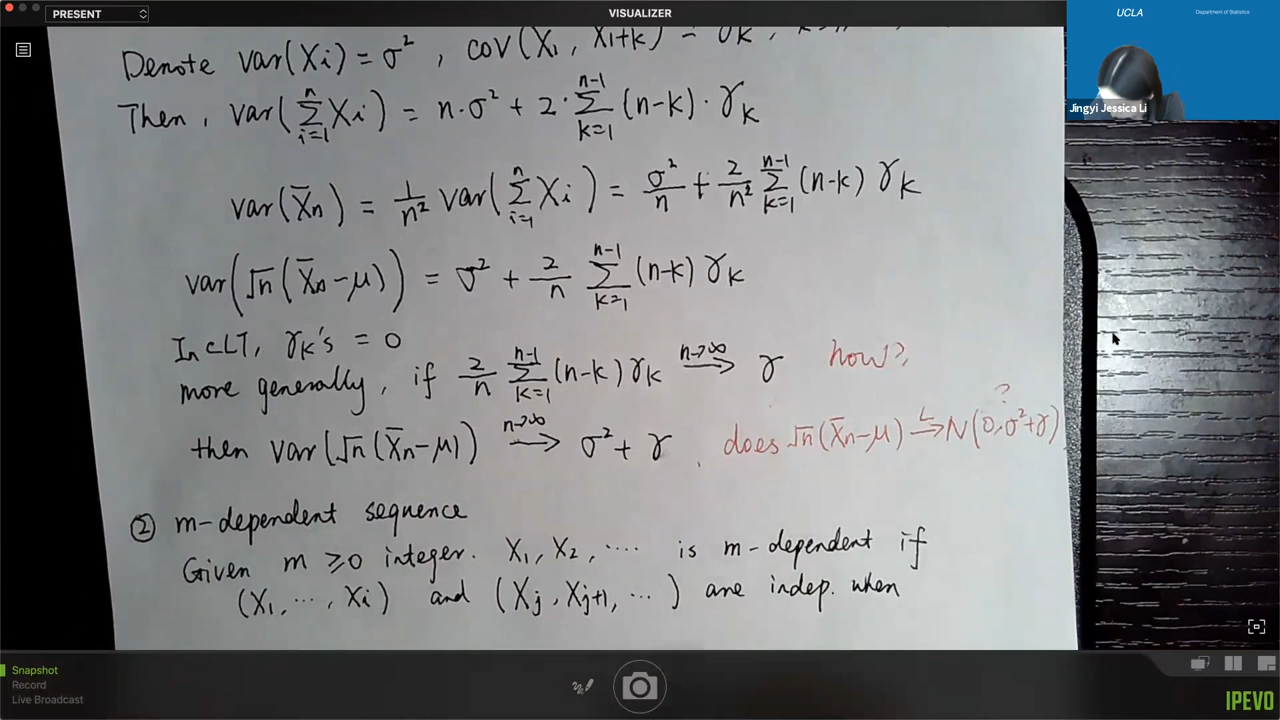 PRESENT
VISUALIZER
UCLA
Department of Statistics
Jingyi Jessica Li
Denote var(Xi) = σ², cov(X₁, X₁+k) = γk,
Then, var(∑_{i=1}^{n} Xi) = n·σ² + 2·∑_{k=1}^{n-1} (n-k)·γk
var(X̄n) = 1/n² var(∑_{i=1}^{n} Xi) = σ²/n + 2/n² ∑_{k=1}^{n-1} (n-k) γk
var(√n(X̄n-μ)) = σ² + 2/n ∑_{k=1}^{n-1} (n-k) γk
In CLT, γk's = 0
more generally, if 2/n ∑_{k=1}^{n-1} (n-k) γk →^{n→∞} γ how?
then var(√n(X̄n-μ)) →^{n→∞} σ² + γ, does √n(X̄n-μ) →^{L} N(0, σ²+γ) ?
② m-dependent sequence
Given m ≥ 0 integer. X₁, X₂, ···· is m-dependent if
(X₁, ···, Xi) and (Xj, Xj+1, ···) are indep. when
Snapshot
Record
Live Broadcast
IPEVO